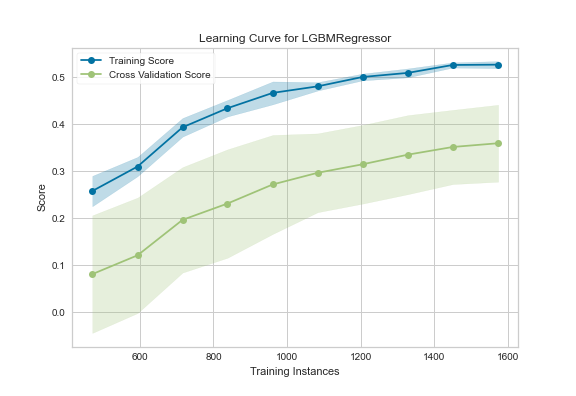 Learning Curve for LGBMRegressor
Training Score
Cross Validation Score
0.5
0.4
0.3
0.2
0.1
0.0
Score
600
800
1000
1200
1400
1600
Training Instances